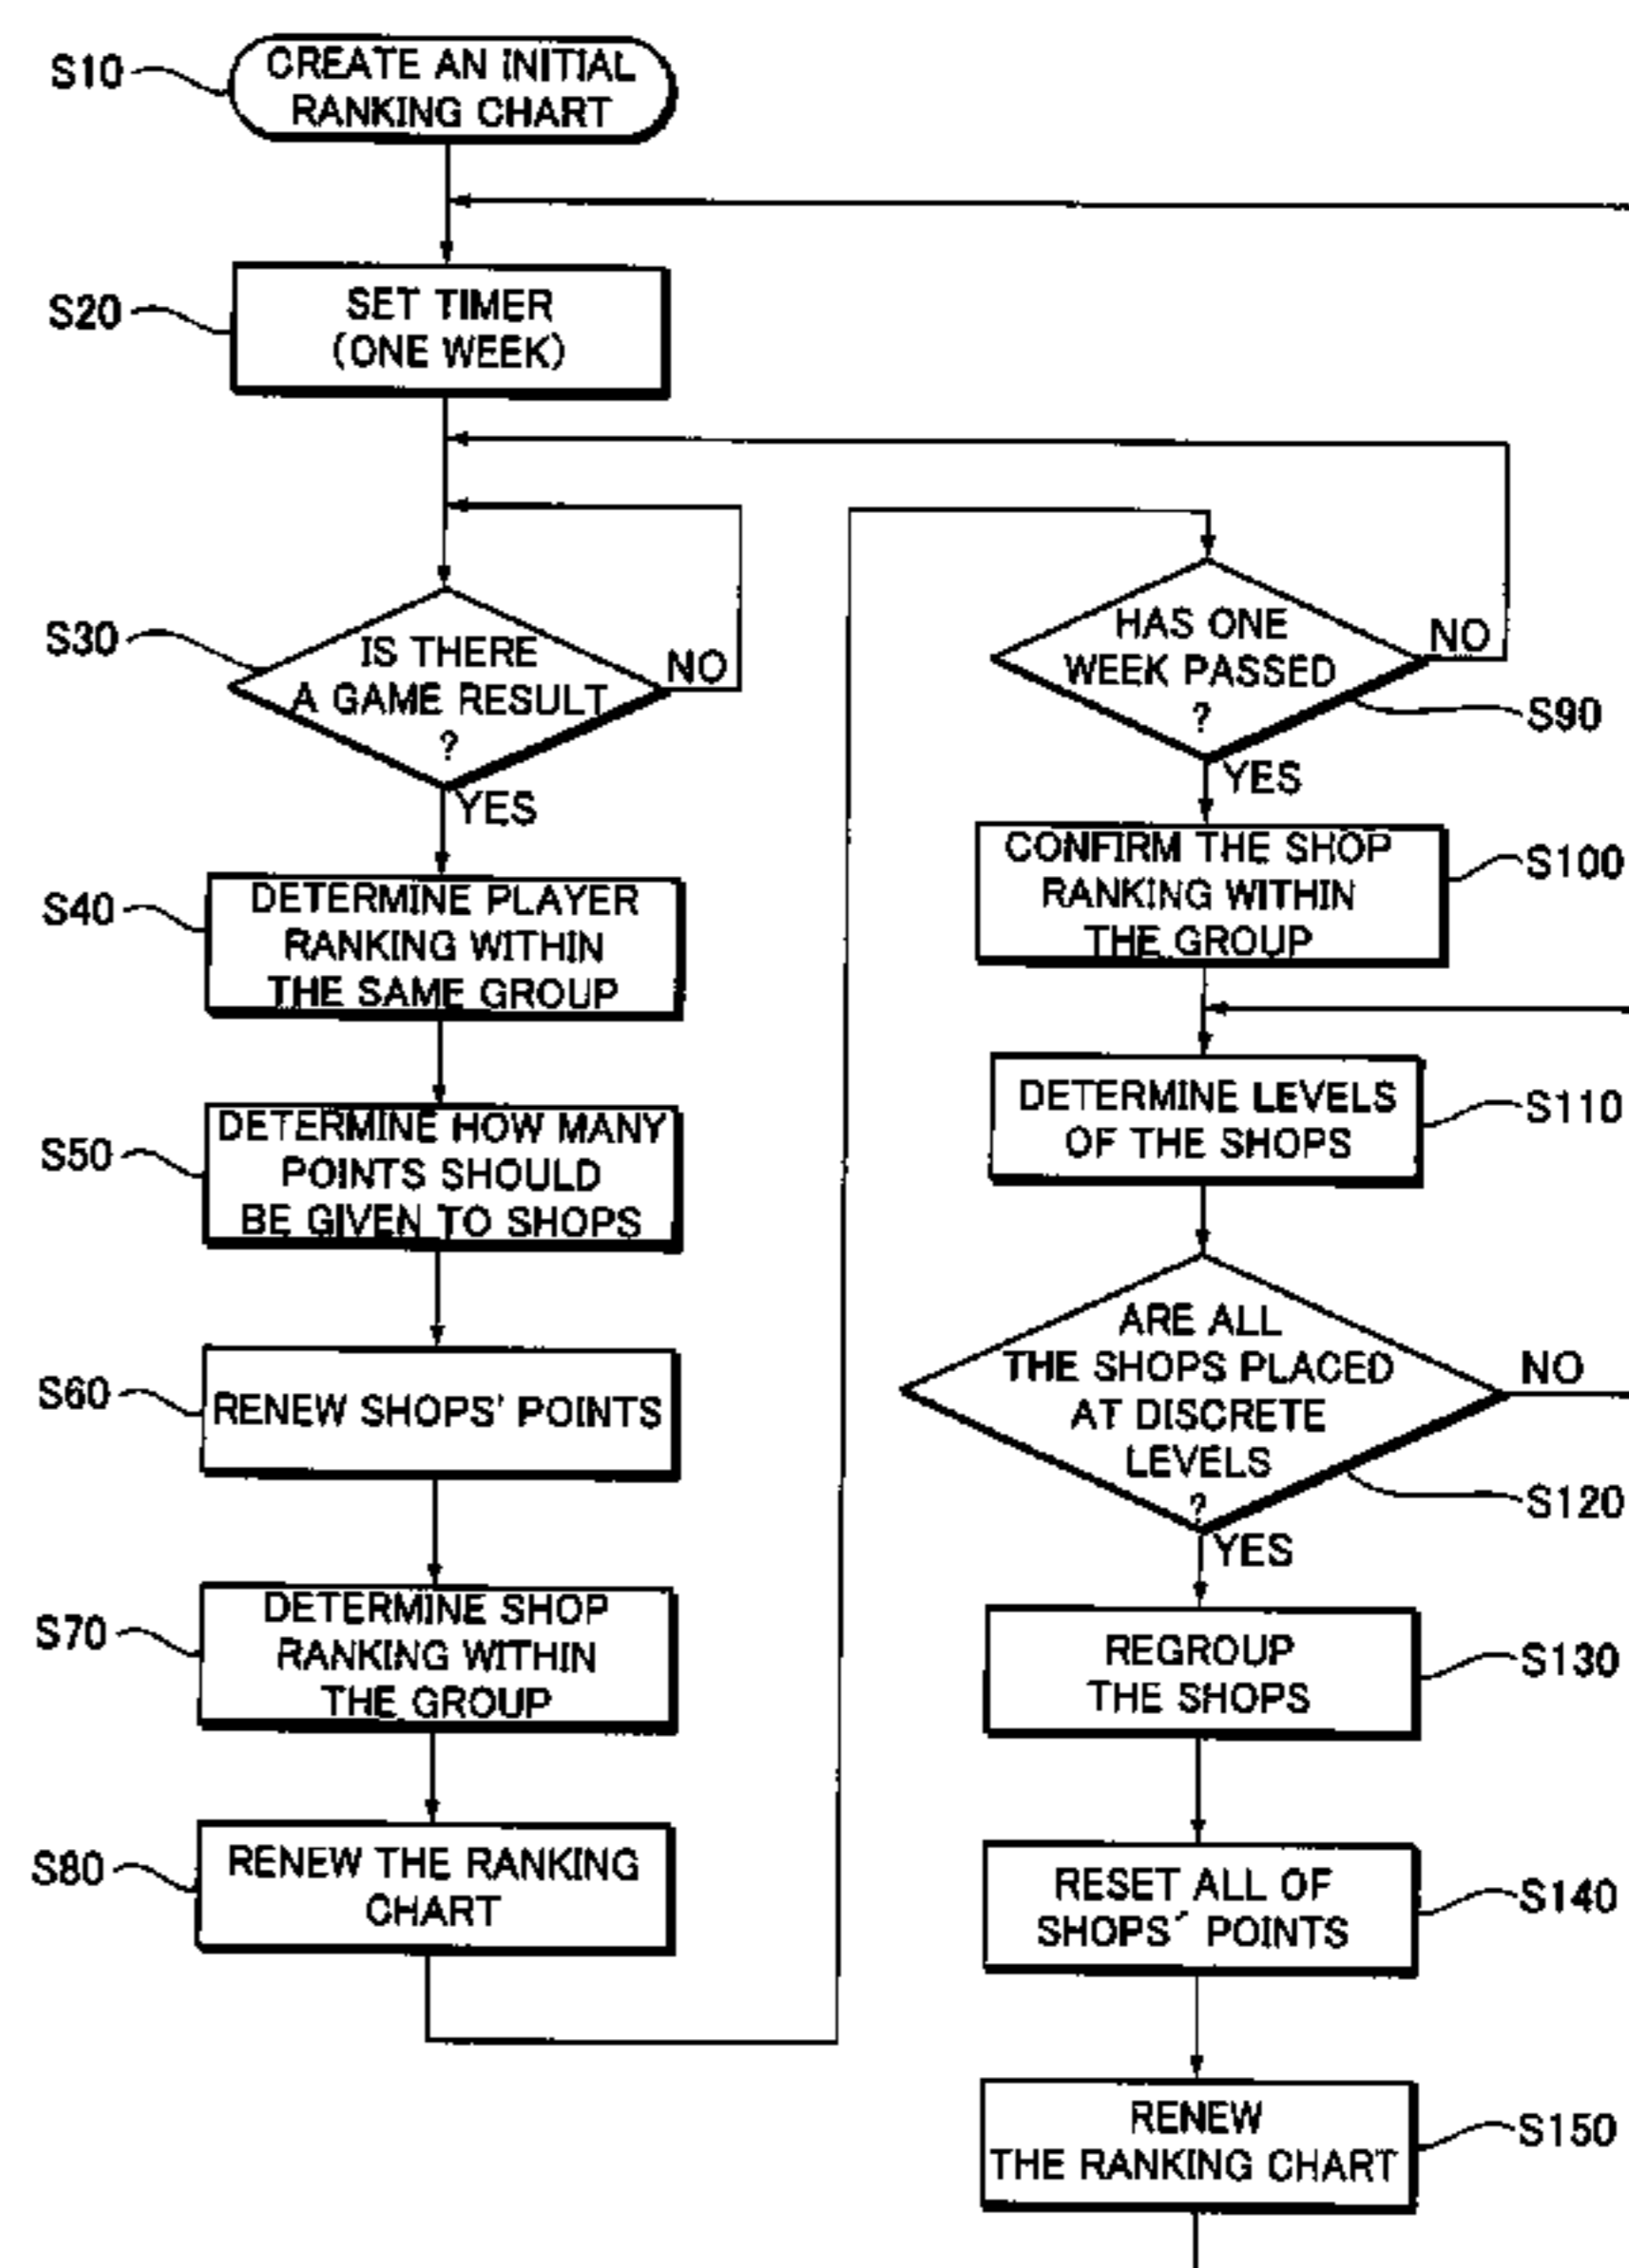 S10
CREATE AN INITIAL
RANKING CHART
S20
SET TIMER
(ONE WEEK)
S30
IS THERE
A GAME RESULT
?
NO
YES
S40
DETERMINE PLAYER
RANKING WITHIN
THE SAME GROUP
S50
DETERMINE HOW MANY
POINTS SHOULD
BE GIVEN TO SHOPS
S60
RENEW SHOPS' POINTS
S70
DETERMINE SHOP
RANKING WITHIN
THE GROUP
S80
RENEW THE RANKING
CHART
HAS ONE
WEEK PASSED
?
NO
S90
YES
CONFIRM THE SHOP
RANKING WITHIN
THE GROUP
S100
DETERMINE LEVELS
OF THE SHOPS
S110
ARE ALL
THE SHOPS PLACED
AT DISCRETE
LEVELS
?
NO
S120
YES
REGROUP
THE SHOPS
S130
RESET ALL OF
SHOPS' POINTS
S140
RENEW
THE RANKING CHART
S150